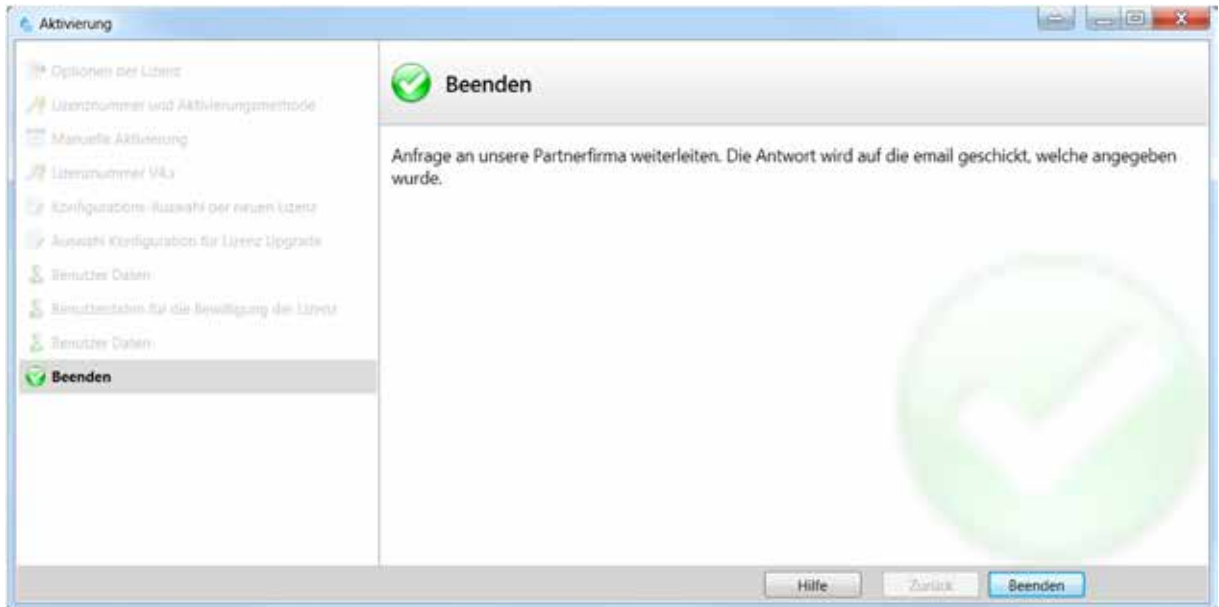 Aktivierung
Optionen der Lizenz
Lizenznummer und Aktivierungsmethode
Manuelle Aktivierung
Lizenznummer V4.x
Konfigurations-Auswahl der neuen Lizenz
Auswahl Konfiguration für Lizenz Upgrade
Benutzer Daten
Benutzerdaten für die Bewilligung der Lizenz
Benutzer Daten
Beenden
Beenden
Anfrage an unsere Partnerfirma weiterleiten. Die Antwort wird auf die email geschickt, welche angegeben
wurde.
Hilfe Zurück Beenden